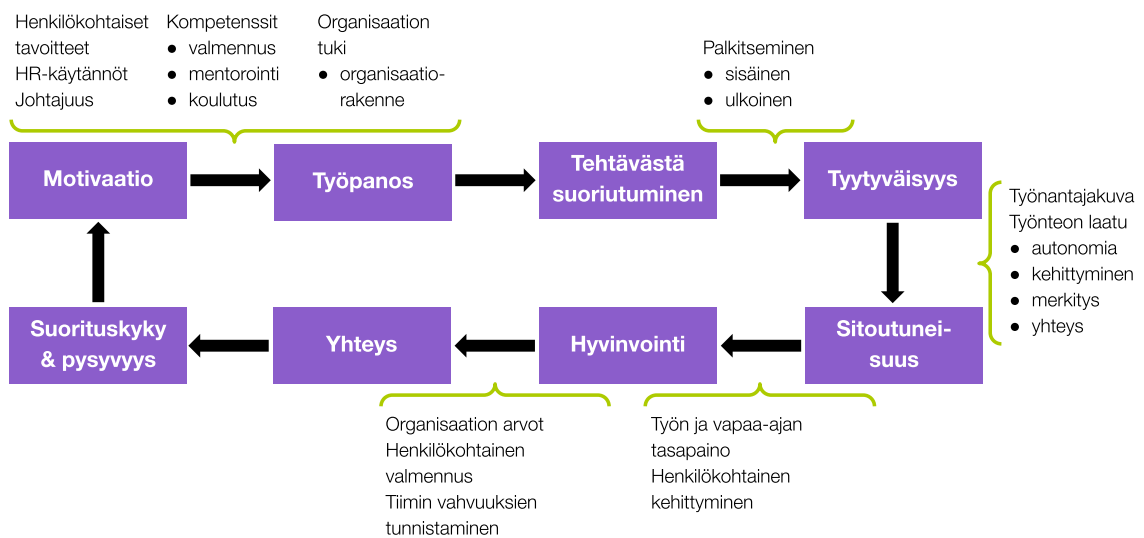 Henkilökohtaiset
tavoitteet
HR-käytännöt
Johtajuus
Kompetenssit
• valmennus
• mentorointi
• koulutus
Organisaation
tuki
• organisaatio-
rakenne
Palkitseminen
• sisäinen
• ulkoinen
Motivaatio
Työpanos
Tehtävästä
suoriutuminen
Tyytyväisyys
Työnantajakuva
Työnteon laatu
• autonomia
• kehittyminen
• merkitys
• yhteys
Sitoutunei-
suus
Hyvinvointi
Yhteys
Suorituskyky
& pysyvyys
Työn ja vapaa-ajan
tasapaino
Henkilökohtainen
kehittyminen
Organisaation arvot
Henkilökohtainen
valmennus
Tiimin vahvuuksien
tunnistaminen